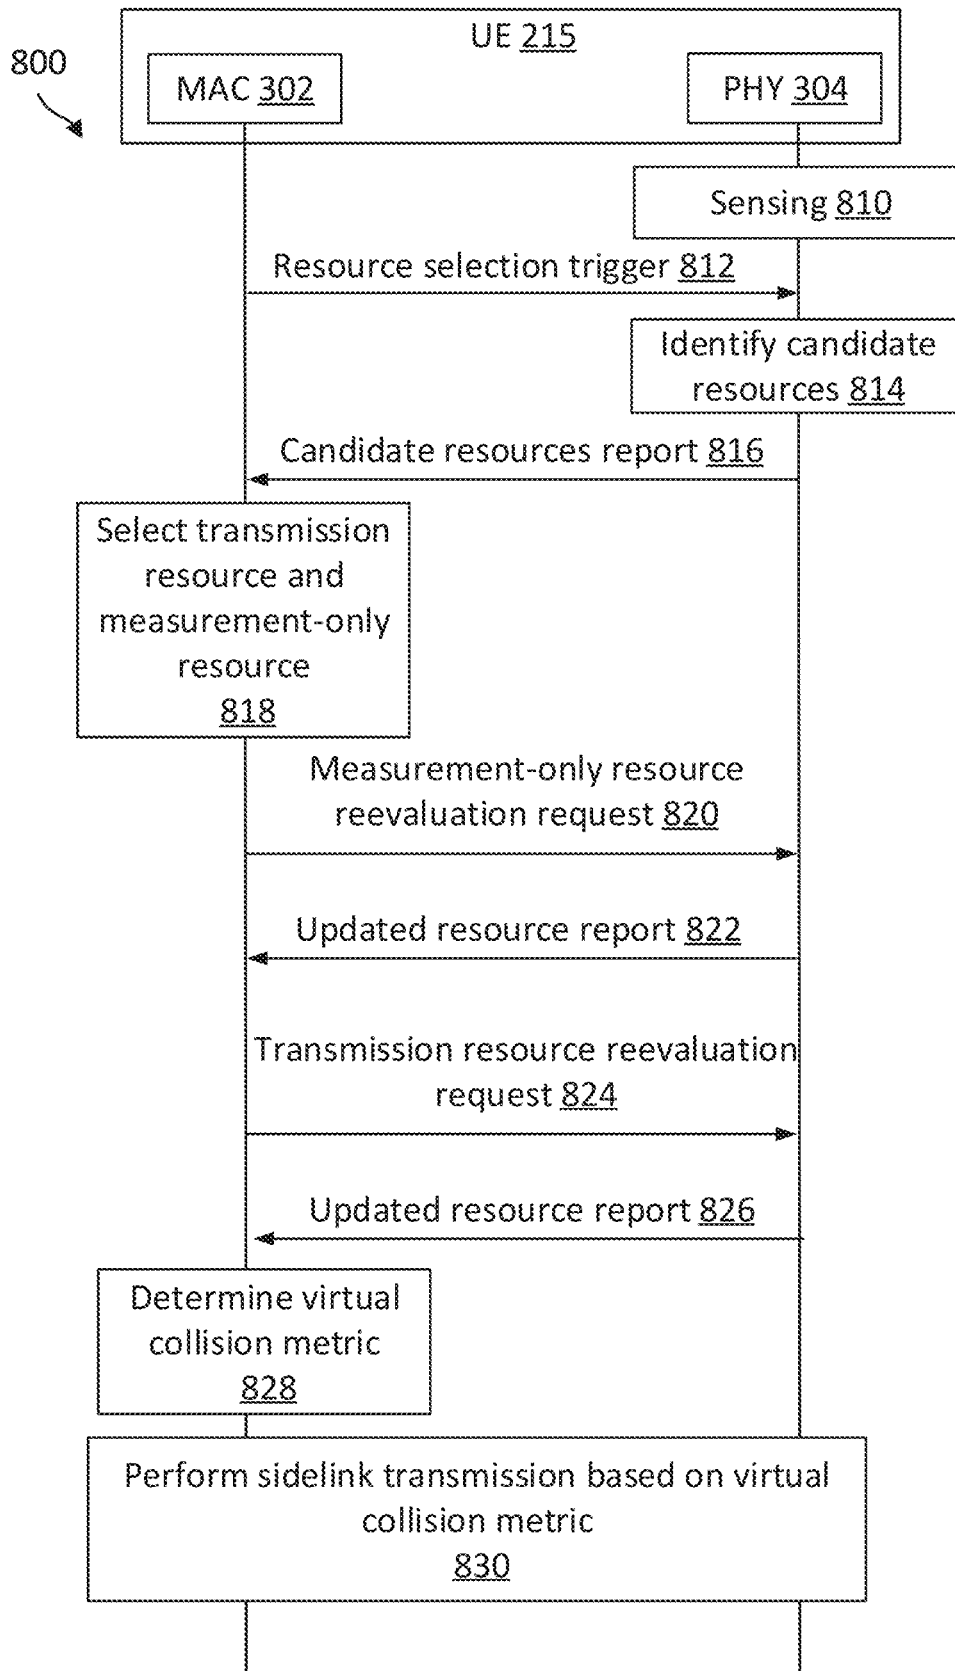 UE 215
800
MAC 302
PHY 304
Sensing 810
Resource selection trigger 812
Identify candidate
resources 814
Candidate resources report 816
Select transmission
resource and
measurement-only
resource
818
Measurement-only resource
reevaluation request 820
Updated resource report 822
Transmission resource reevaluation
request 824
Updated resource report 826
Determine virtual
collision metric
828
Perform sidelink transmission based on virtual
collision metric
830